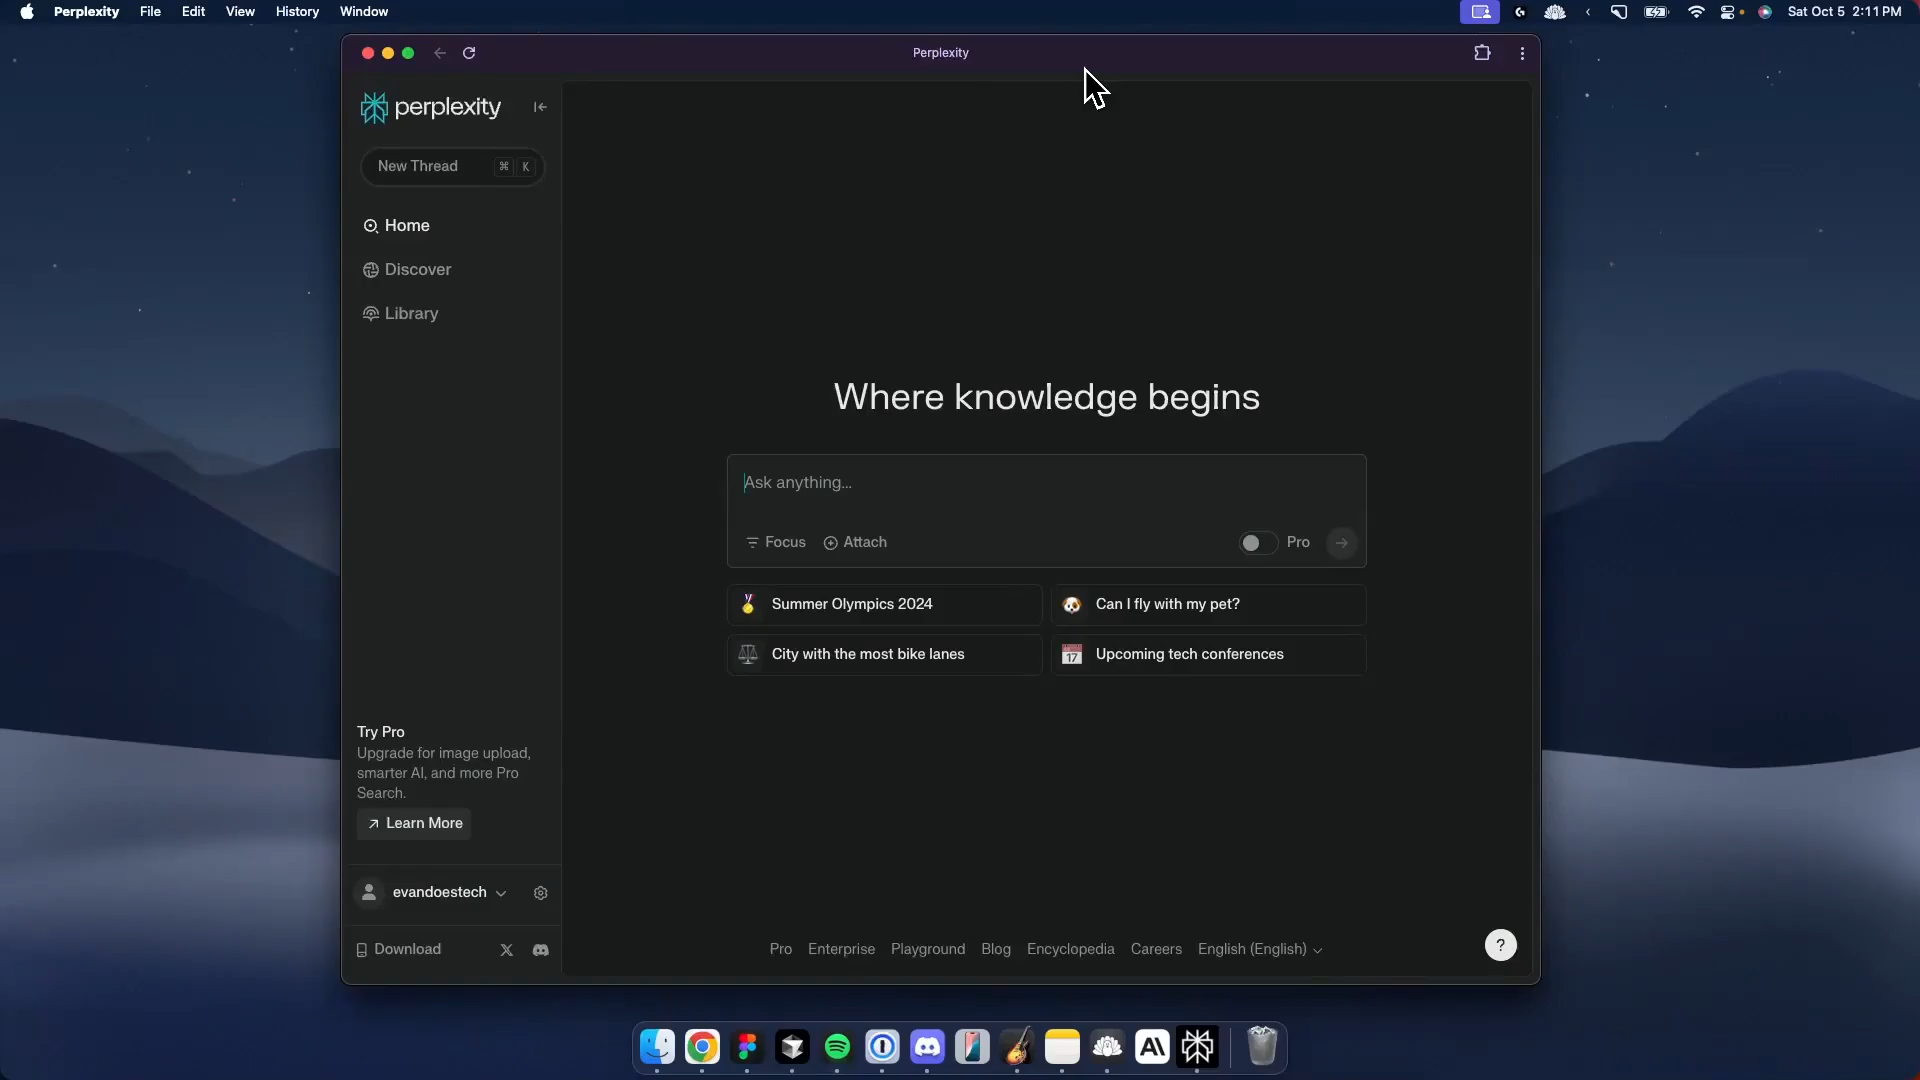 Perplexity File Edit View History Window
Sat Oct 5 2:11 PM
Perplexity
perplexity
New Thread ⌘ K
Home
Discover
Library
Where knowledge begins
Ask anything...
Focus Attach Pro
Summer Olympics 2024
Can I fly with my pet?
City with the most bike lanes
17
Upcoming tech conferences
Try Pro
Upgrade for image upload,
smarter AI, and more Pro
Search.
Learn More
evandoestech
Download
Pro Enterprise Playground Blog Encyclopedia Careers English (English)
?